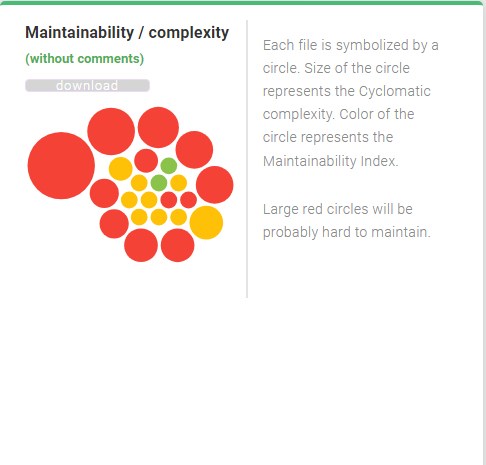 Maintainability / complexity
(without comments)
download
Each file is symbolized by a
circle. Size of the circle
represents the Cyclomatic
complexity. Color of the
circle represents the
Maintainability Index.
Large red circles will be
probably hard to maintain.